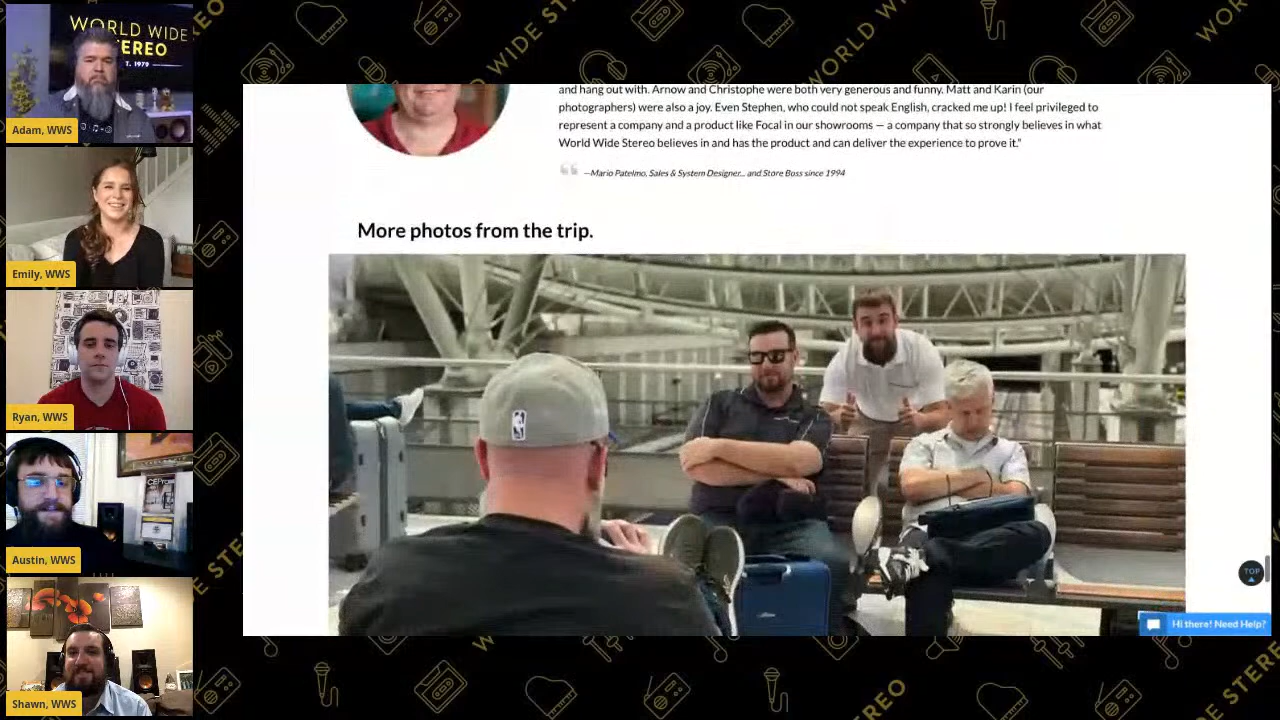 WORLD WIDE
STEREO
T. 1979
Adam, WWS
Emily, WWS
Ryan, WWS
Austin, WWS
Shawn, WWS
and hang out with. Arnow and Christophe were both very generous and funny. Matt and Karin (our
photographers) were also a joy. Even Stephen, who could not speak English, cracked me up! I feel privileged to
represent a company and a product like Focal in our showrooms — a company that so strongly believes in what
World Wide Stereo believes in and has the product and can deliver the experience to prove it."
—Mario Patelmo, Sales & System Designer... and Store Boss since 1994
More photos from the trip.
TOP
Hi there! Need Help?
WORLD WIDE STEREO